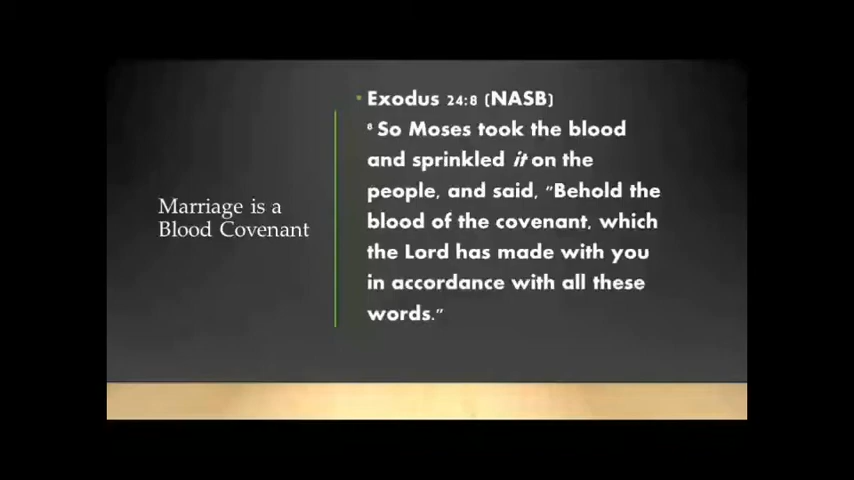 Marriage is a
Blood Covenant
• Exodus 24:8 (NASB)
⁸ So Moses took the blood
and sprinkled it on the
people, and said, "Behold the
blood of the covenant, which
the Lord has made with you
in accordance with all these
words."